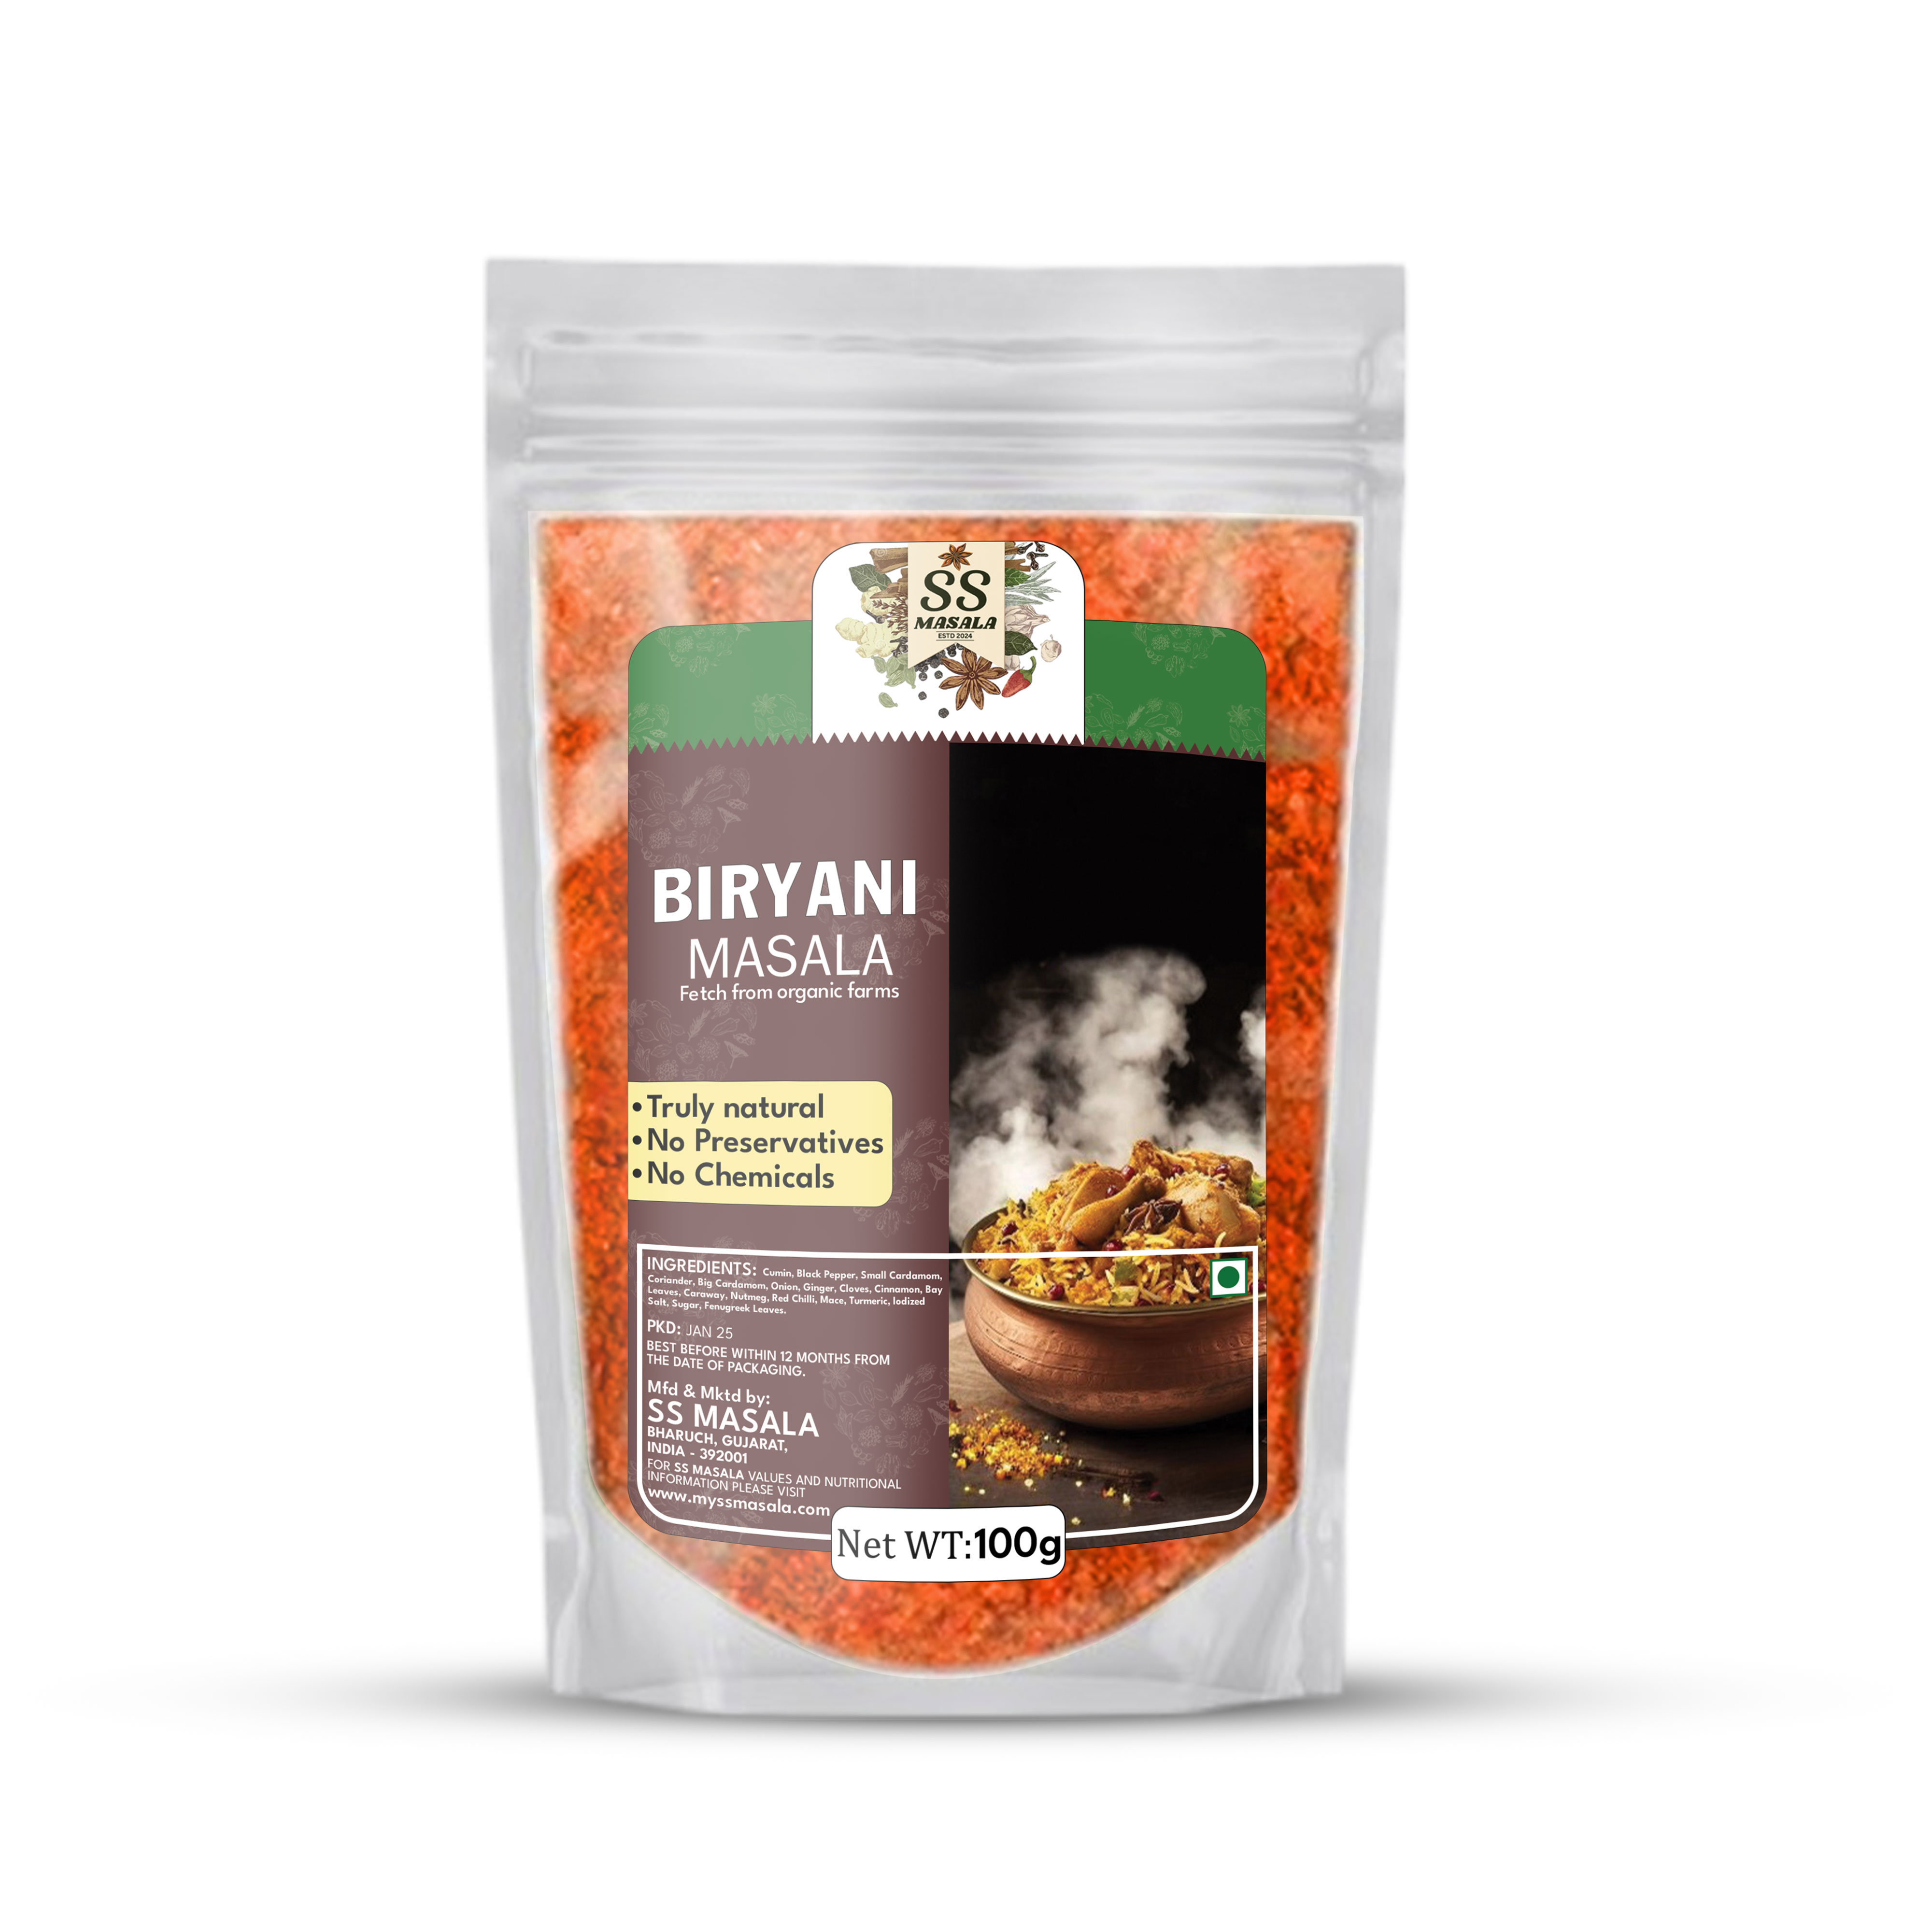 SS
MASALA
ESTD 2024
BIRYANI
MASALA
Fetch from organic farms
•Truly natural
•No Preservatives
•No Chemicals
INGREDIENTS: Cumin, Black Pepper, Small Cardamom,
Coriander, Big Cardamom, Onion, Ginger, Cloves, Cinnamon, Bay
Leaves, Caraway, Nutmeg, Red Chilli, Mace, Turmeric, Iodized
Salt, Sugar, Fenugreek Leaves.
PKD: JAN 25
BEST BEFORE WITHIN 12 MONTHS FROM
THE DATE OF PACKAGING.
Mfd & Mktd by:
SS MASALA
BHARUCH, GUJARAT,
INDIA - 392001
FOR SS MASALA VALUES AND NUTRITIONAL
INFORMATION PLEASE VISIT
www.myssmasala.com
Net WT:100g